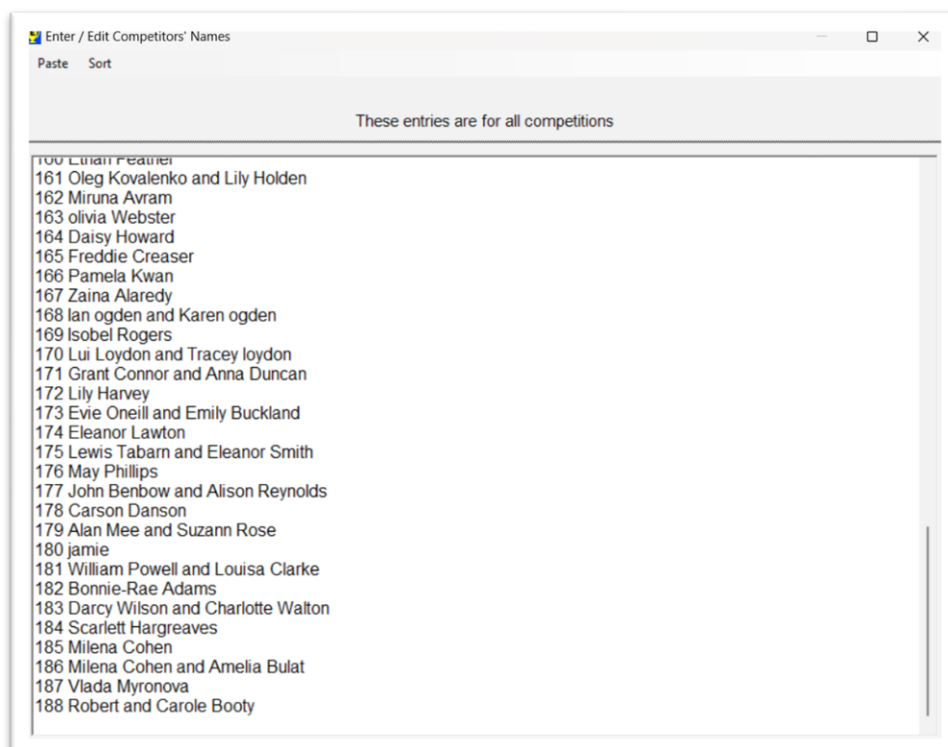 Enter / Edit Competitors' Names
Paste Sort
These entries are for all competitions
160 Ethan Feather
161 Oleg Kovalenko and Lily Holden
162 Miruna Avram
163 olivia Webster
164 Daisy Howard
165 Freddie Creaser
166 Pamela Kwan
167 Zaina Alaredy
168 Ian ogden and Karen ogden
169 Isobel Rogers
170 Lui Loydon and Tracey loydon
171 Grant Connor and Anna Duncan
172 Lily Harvey
173 Evie Oneill and Emily Buckland
174 Eleanor Lawton
175 Lewis Tabarn and Eleanor Smith
176 May Phillips
177 John Benbow and Alison Reynolds
178 Carson Danson
179 Alan Mee and Suzann Rose
180 jamie
181 William Powell and Louisa Clarke
182 Bonnie-Rae Adams
183 Darcy Wilson and Charlotte Walton
184 Scarlett Hargreaves
185 Milena Cohen
186 Milena Cohen and Amelia Bulat
187 Vlada Myronova
188 Robert and Carole Booty